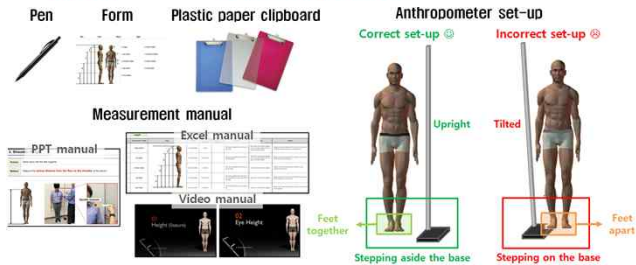 Pen
Form
Plastic paper clipboard
Measurement manual
PPT manual
Excel manual
Video manual
01
Height (Stature)
02
Eye Height
Anthropometer set-up
Correct set-up ☺
Incorrect set-up ☹
Upright
Tilted
Feet
together
Feet
apart
Stepping aside the base
Stepping on the base